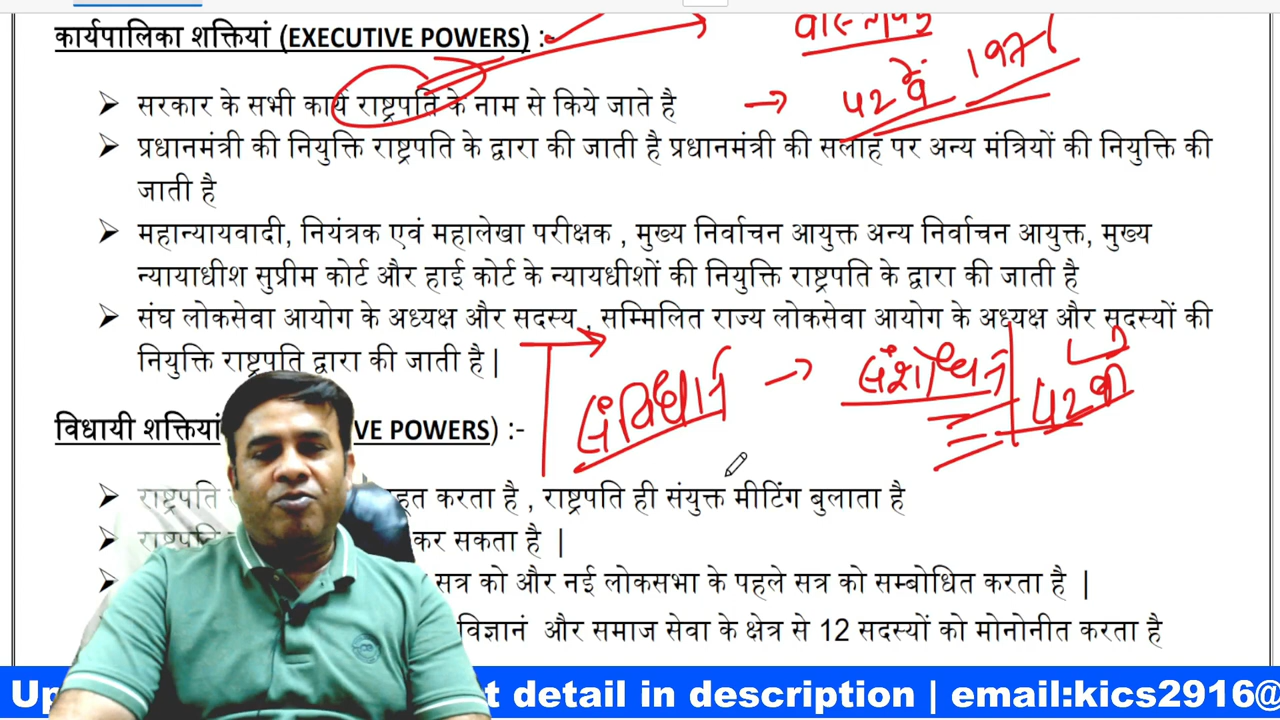 कार्यपालिका शक्तियां (EXECUTIVE POWERS) :-
➤ सरकार के सभी कार्य राष्ट्रपति के नाम से किये जाते है → 42 वें 1976
➤ प्रधानमंत्री की नियुक्ति राष्ट्रपति के द्वारा की जाती है प्रधानमंत्री की सलाह पर अन्य मंत्रियों की नियुक्ति की
जाती है
➤ महान्यायवादी, नियंत्रक एवं महालेखा परीक्षक , मुख्य निर्वाचन आयुक्त अन्य निर्वाचन आयुक्त, मुख्य
न्यायाधीश सुप्रीम कोर्ट और हाई कोर्ट के न्यायधीशों की नियुक्ति राष्ट्रपति के द्वारा की जाती है
➤ संघ लोकसेवा आयोग के अध्यक्ष और सदस्य , सम्मिलित राज्य लोकसेवा आयोग के अध्यक्ष और सदस्यों की
नियुक्ति राष्ट्रपति द्वारा की जाती है |
संविधान → संशोधन 42 वां
विधायी शक्तियां VE POWERS) :-
➤ राष्ट्रपति हूत करता है , राष्ट्रपति ही संयुक्त मीटिंग बुलाता है
➤ राष्ट्रपति कर सकता है |
सत्र को और नई लोकसभा के पहले सत्र को सम्बोधित करता है |
विज्ञानं और समाज सेवा के क्षेत्र से 12 सदस्यों को मोनोनीत करता है
Up t detail in description | email:kics2916@